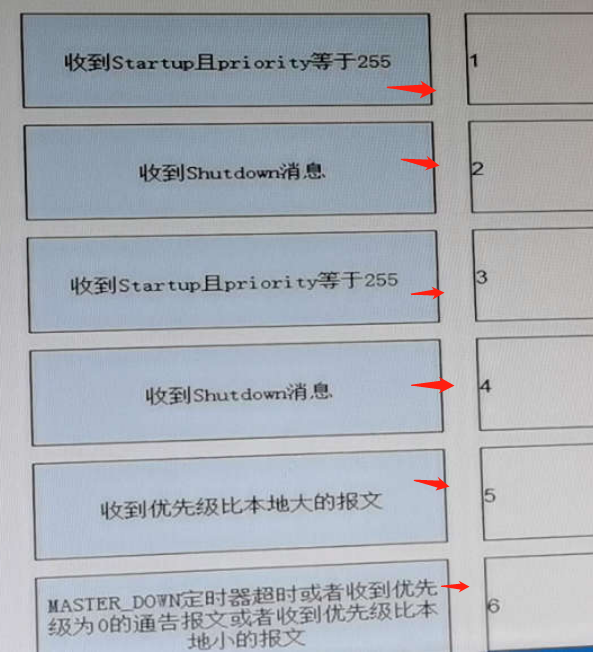 收到Startup且priority等于255
1
收到Shutdown消息
2
收到Startup且priority等于255
3
收到Shutdown消息
4
收到优先级比本地大的报文
5
MASTER_DOWN定时器超时或者收到优先
级为0的通告报文或者收到优先级比本
地小的报文
6